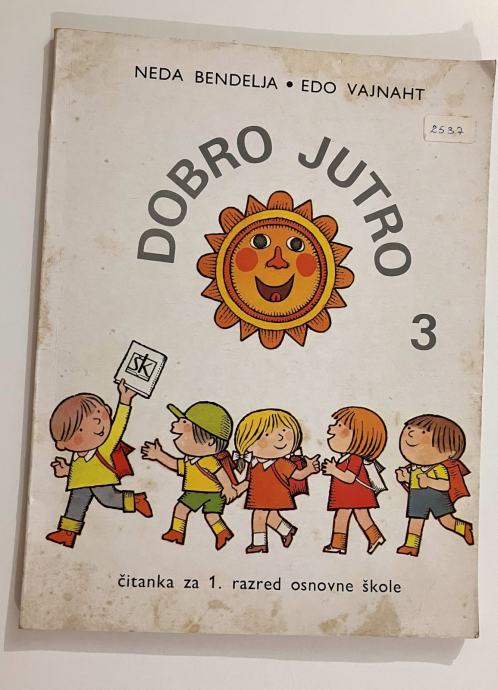 NEDA BENDELJA • EDO VAJNAHT
2537
DOBRO JUTRO
3
ŠK
čitanka za 1. razred osnovne škole